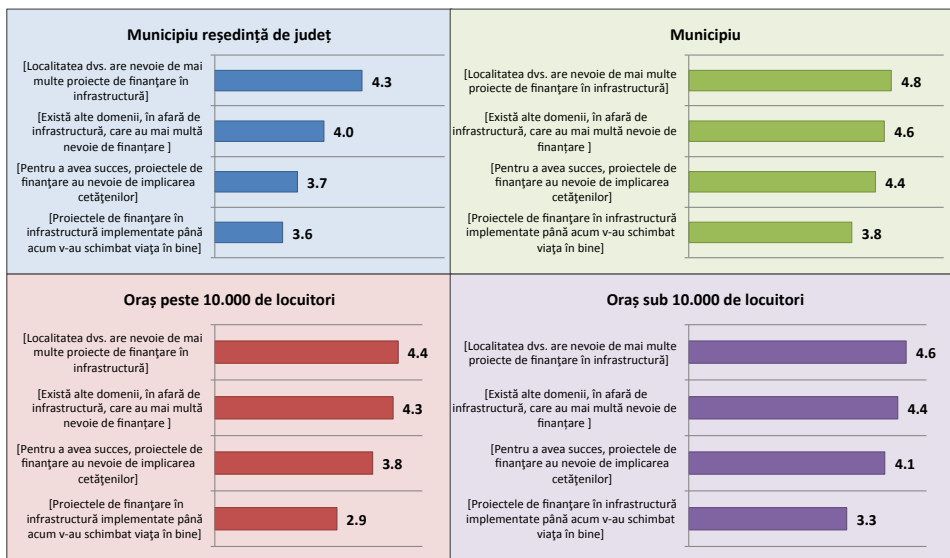 Municipiu reședință de județ
[Localitatea dvs. are nevoie de mai
multe proiecte de finanţare în
infrastructură]
4.3
[Există alte domenii, în afară de
infrastructură, care au mai multă
nevoie de finanțare ]
4.0
[Pentru a avea succes, proiectele de
finanţare au nevoie de implicarea
cetăţenilor]
3.7
[Proiectele de finanţare în
infrastructură implementate până
acum v-au schimbat viaţa în bine]
3.6
Municipiu
[Localitatea dvs. are nevoie de mai multe
proiecte de finanţare în infrastructură]
4.8
[Există alte domenii, în afară de
infrastructură, care au mai multă nevoie de
finanțare ]
4.6
[Pentru a avea succes, proiectele de
finanţare au nevoie de implicarea
cetăţenilor]
4.4
[Proiectele de finanţare în infrastructură
implementate până acum v-au schimbat
viaţa în bine]
3.8
Oraș peste 10.000 de locuitori
[Localitatea dvs. are nevoie de mai
multe proiecte de finanţare în
infrastructură]
4.4
[Există alte domenii, în afară de
infrastructură, care au mai multă
nevoie de finanțare ]
4.3
[Pentru a avea succes, proiectele de
finanţare au nevoie de implicarea
cetăţenilor]
3.8
[Proiectele de finanţare în
infrastructură implementate până
acum v-au schimbat viaţa în bine]
2.9
Oraș sub 10.000 de locuitori
[Localitatea dvs. are nevoie de mai multe
proiecte de finanţare în infrastructură]
4.6
[Există alte domenii, în afară de
infrastructură, care au mai multă nevoie de
finanțare ]
4.4
[Pentru a avea succes, proiectele de
finanţare au nevoie de implicarea
cetăţenilor]
4.1
[Proiectele de finanţare în infrastructură
implementate până acum v-au schimbat
viaţa în bine]
3.3